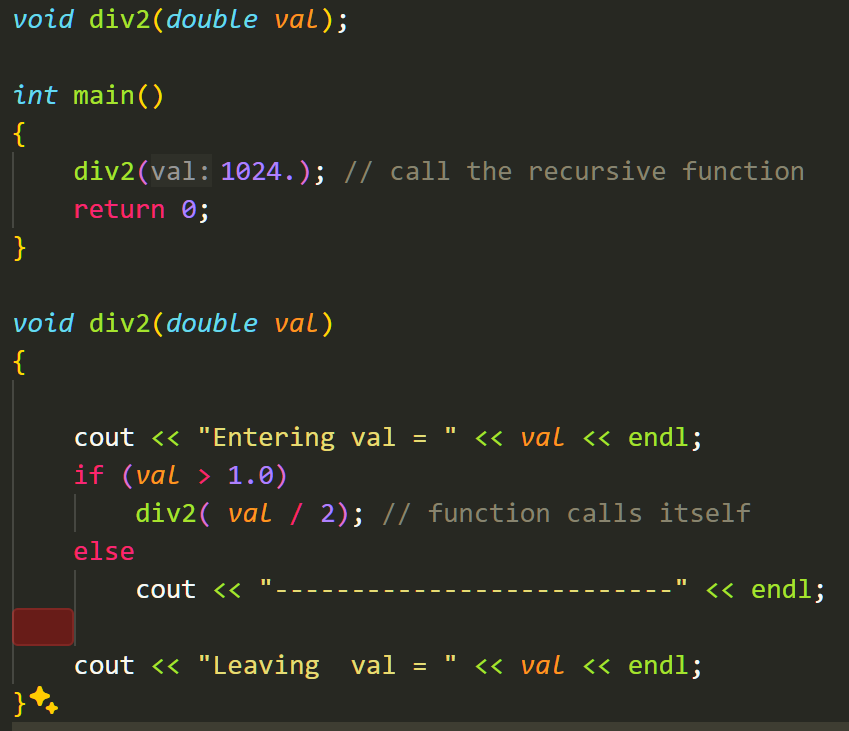 void div2(double val);
int main()
{
div2(val: 1024.); // call the recursive function
return 0;
}
void div2(double val)
{
cout << "Entering val = " << val << endl;
if (val > 1.0)
div2( val / 2); // function calls itself
else
cout << "--------------------------" << endl;
cout << "Leaving  val = " << val << endl;
}